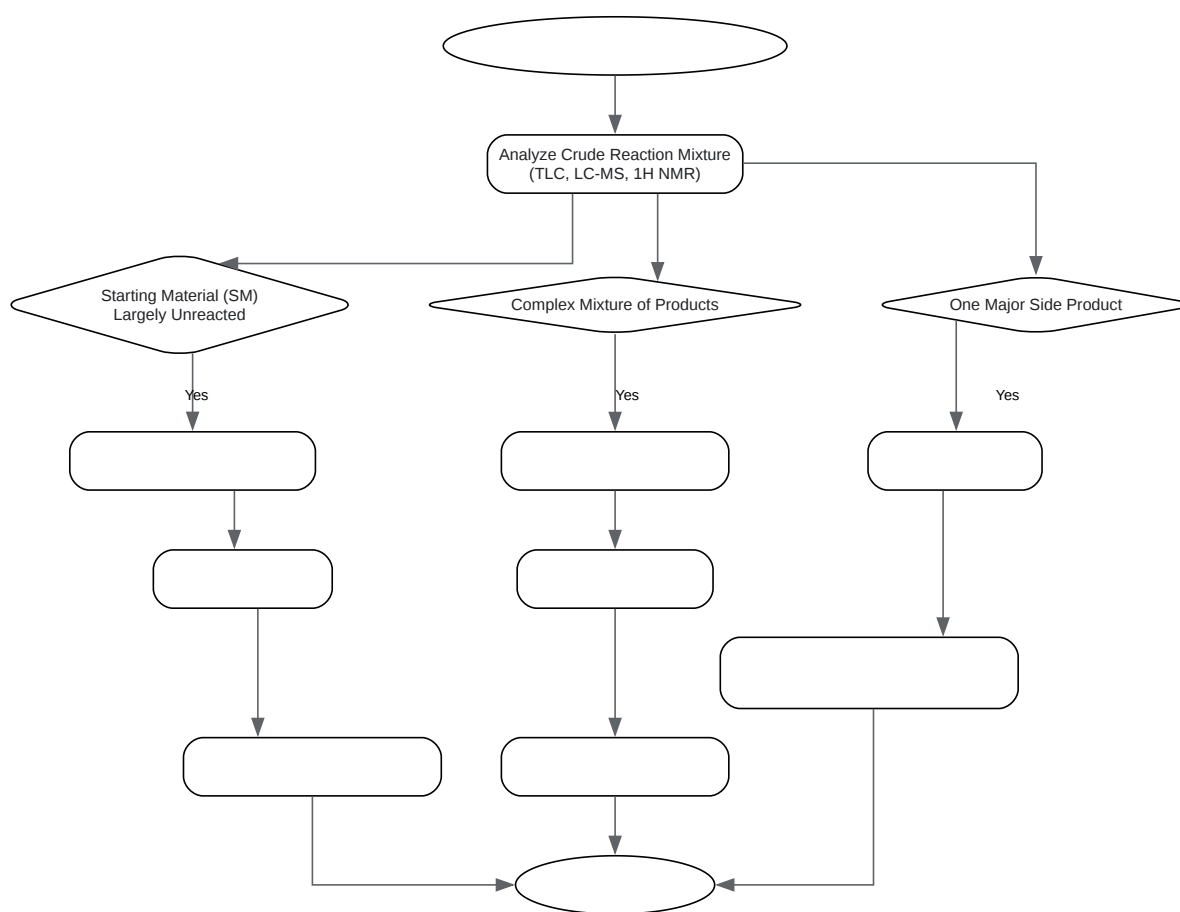 Analyze Crude Reaction Mixture
(TLC, LC-MS, 1H NMR)
Starting Material (SM)
Largely Unreacted
Complex Mixture of Products
One Major Side Product
Yes
Yes
Yes